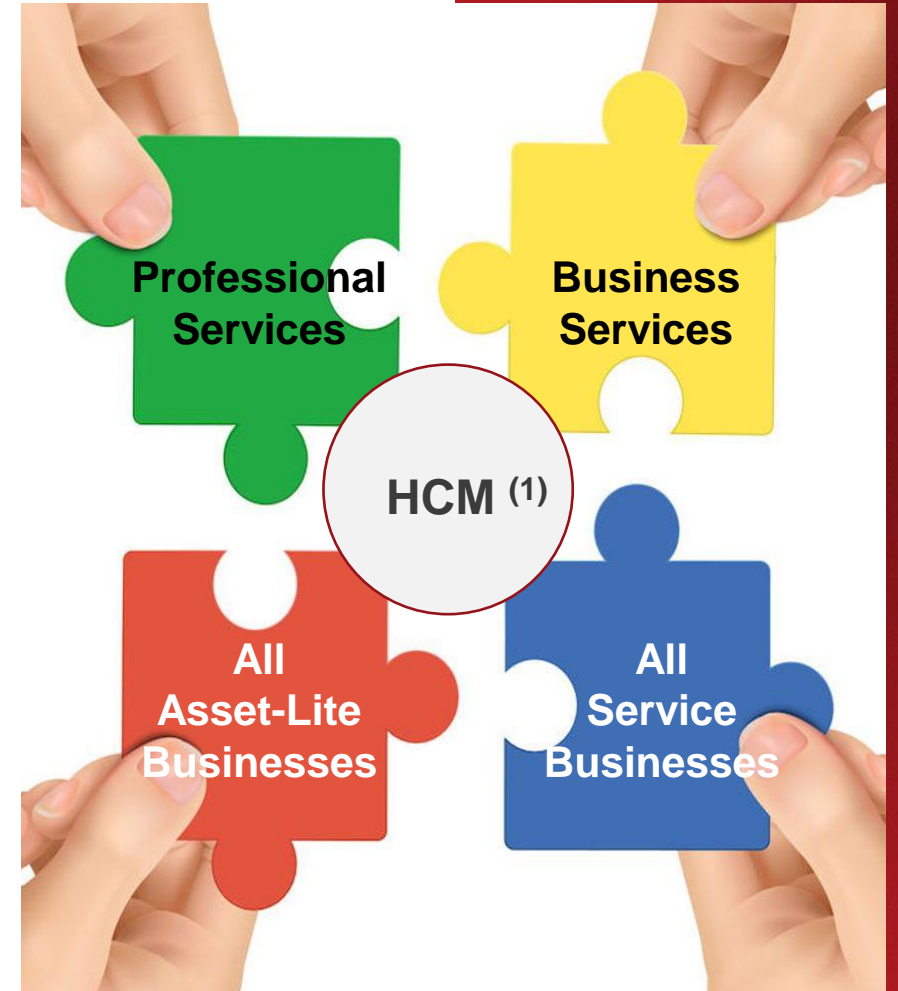 Professional
Services
Business
Services
HCM (1)
All
Asset-Lite
Businesses
All
Service
Businesses